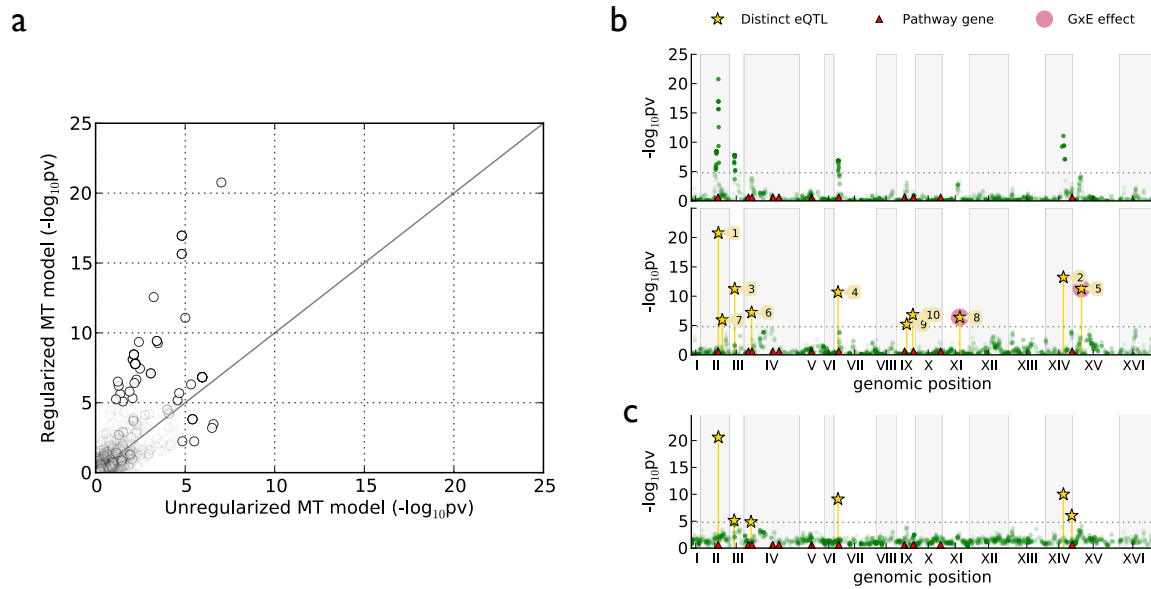 a
25
20
15
10
5
0
0
5
10
15
20
25
Regularized MT model (-log10pv)
Unregularized MT model (-log10pv)
b
Distinct eQTL
Pathway gene
GxE effect
25
20
15
10
5
0
-log10pv
25
20
15
10
5
0
-log10pv
1
2
3
4
5
6
7
8
9
10
I II III IV V VI VII VIII IX X XI XII XIII XIV XV XVI
genomic position
c
20
15
10
5
0
-log10pv
I II III IV V VI VII VIII IX X XI XII XIII XIV XV XVI
genomic position